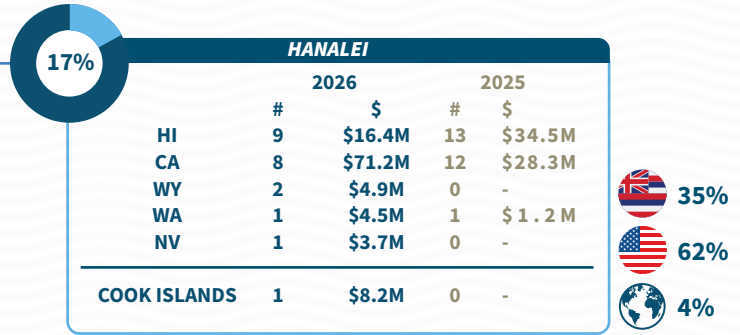 17%
HANALEI
2026 2025
# $ # $
HI 9 $16.4M 13 $34.5M
CA 8 $71.2M 12 $28.3M
WY 2 $4.9M 0 -
WA 1 $4.5M 1 $1.2M
NV 1 $3.7M 0 -
COOK ISLANDS 1 $8.2M 0 -
35%
62%
4%